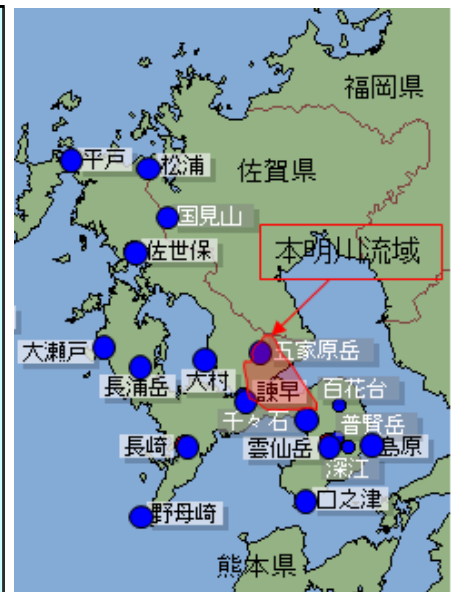 福岡県
平戸
松浦
佐賀県
国見山
佐世保
本明川流域
大瀬戸
長浦岳
大村
五家原岳
諫早
百花台
千々石
普賢岳
長崎
雲仙岳
島原
深江
野母崎
口之津
熊本県